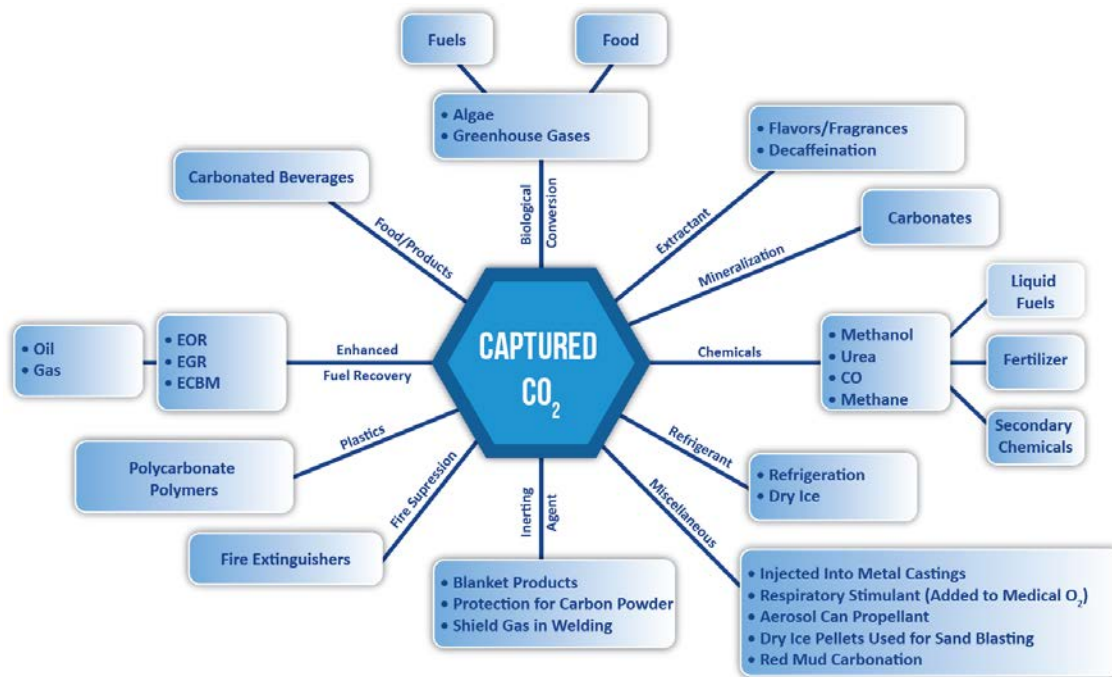 Fuels
Food
• Algae
• Greenhouse Gases
Biological
Conversion
• Flavors/Fragrances
• Decaffeination
Extractant
Carbonates
Mineralization
Liquid
Fuels
Fertilizer
Secondary
Chemicals
• Methanol
• Urea
• CO
• Methane
Chemicals
• Refrigeration
• Dry Ice
Refrigerant
• Injected Into Metal Castings
• Respiratory Stimulant (Added to Medical O₂)
• Aerosol Can Propellant
• Dry Ice Pellets Used for Sand Blasting
• Red Mud Carbonation
Miscellaneous
• Blanket Products
• Protection for Carbon Powder
• Shield Gas in Welding
Inerting
Agent
Fire Extinguishers
Fire Supression
Polycarbonate
Polymers
Plastics
• Oil
• Gas
• EOR
• EGR
• ECBM
Enhanced
Fuel Recovery
Carbonated Beverages
Food/Products
CAPTURED
CO₂